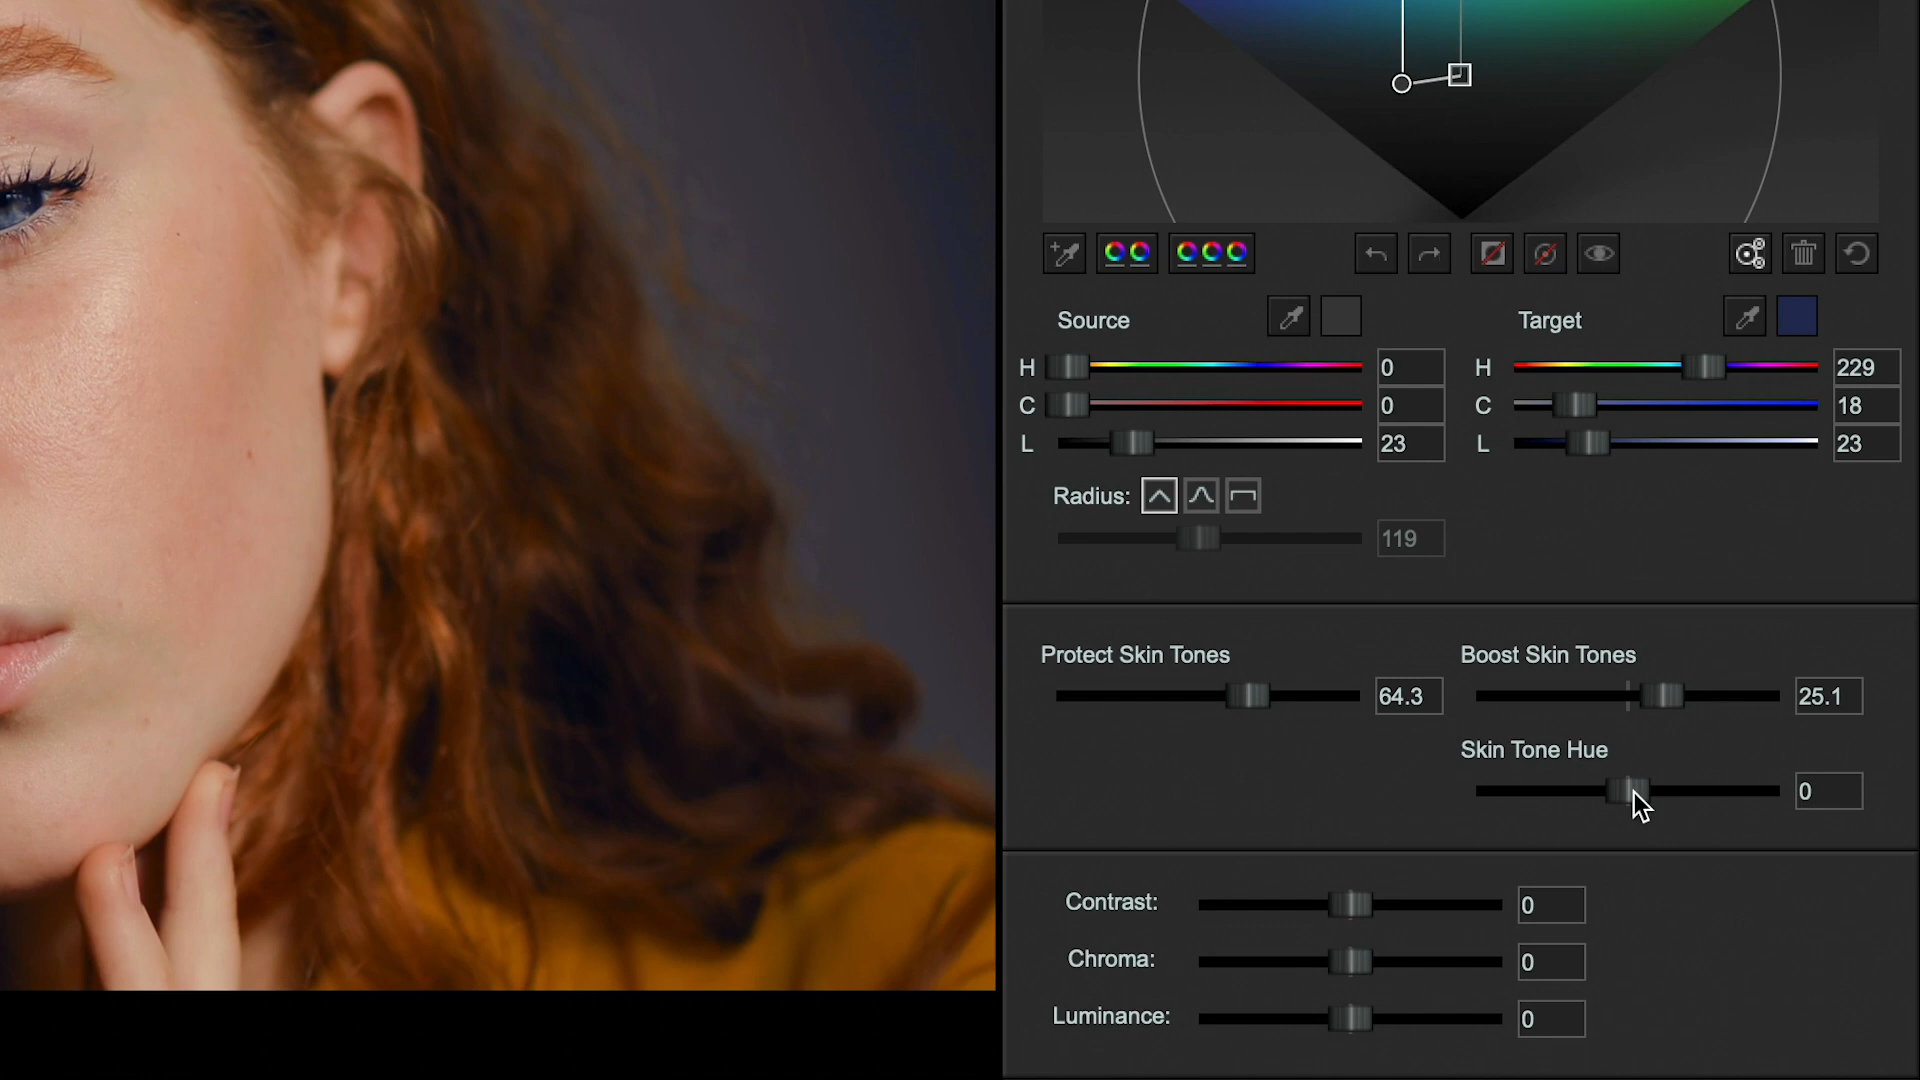 Source
Target
H 0
H 229
C 0
C 18
L 23
L 23
Radius:
119
Protect Skin Tones
Boost Skin Tones
64.3
25.1
Skin Tone Hue
0
Contrast: 0
Chroma: 0
Luminance: 0